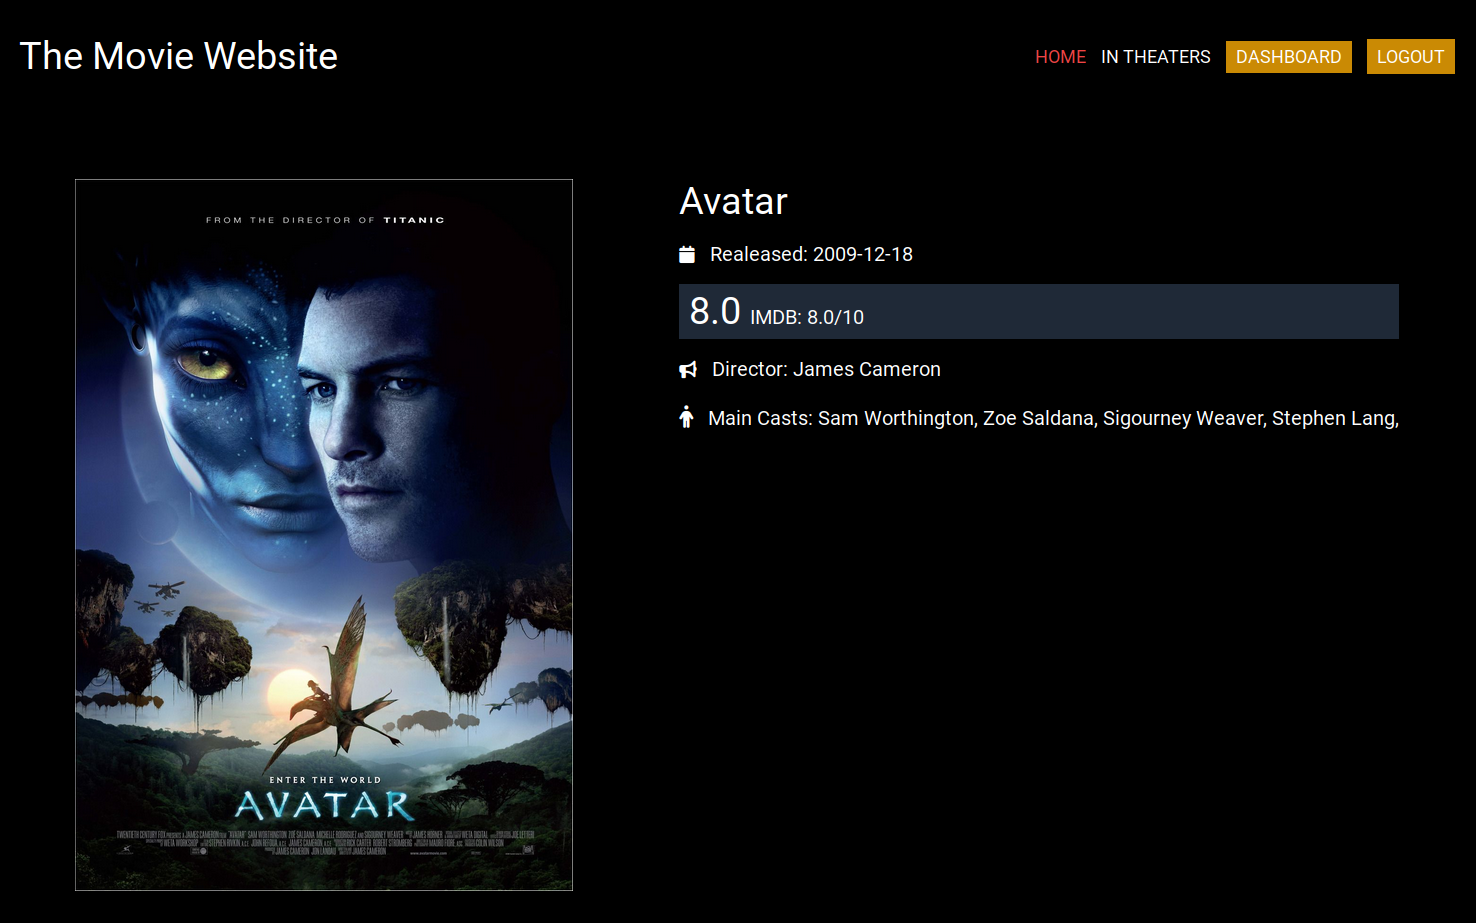 The Movie Website
HOME IN THEATERS DASHBOARD LOGOUT
FROM THE DIRECTOR OF TITANIC
ENTER THE WORLD
AVATAR
Avatar
Realeased: 2009-12-18
8.0 IMDB: 8.0/10
Director: James Cameron
Main Casts: Sam Worthington, Zoe Saldana, Sigourney Weaver, Stephen Lang,